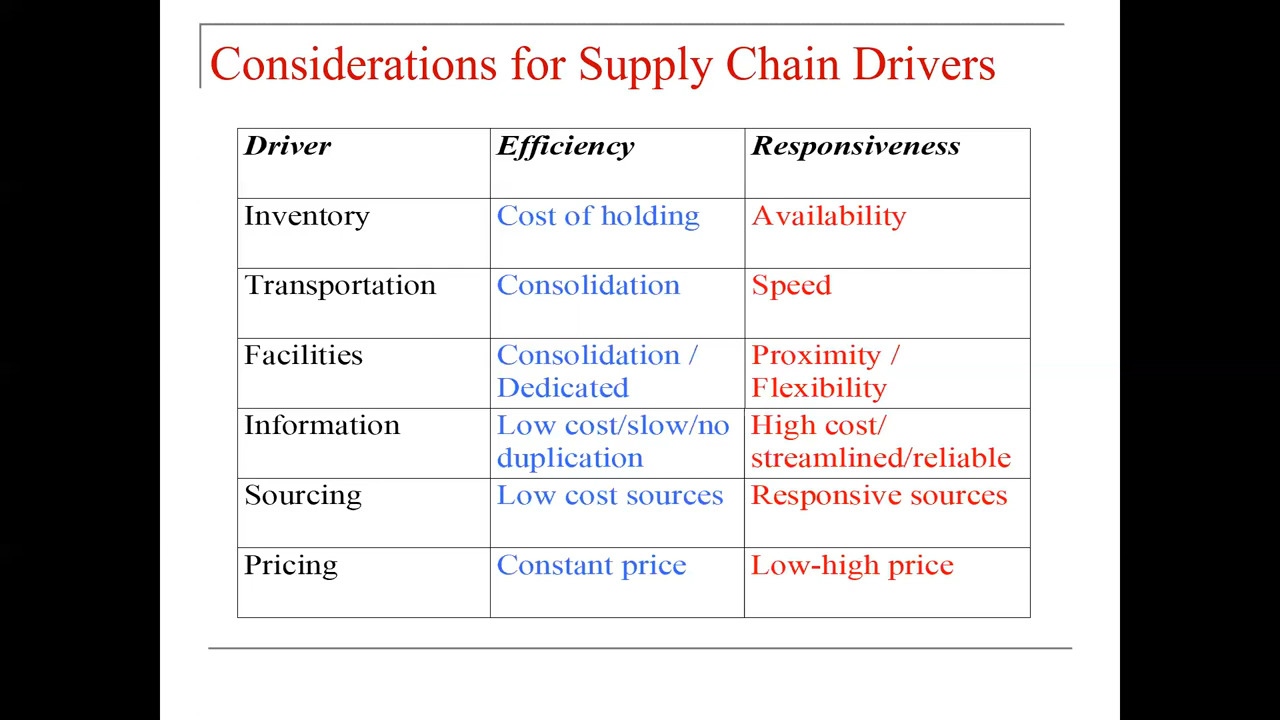 Considerations for Supply Chain Drivers
Driver Efficiency Responsiveness
Inventory Cost of holding Availability
Transportation Consolidation Speed
Facilities Consolidation / Proximity /
Dedicated Flexibility
Information Low cost/slow/no High cost/
duplication streamlined/reliable
Sourcing Low cost sources Responsive sources
Pricing Constant price Low-high price